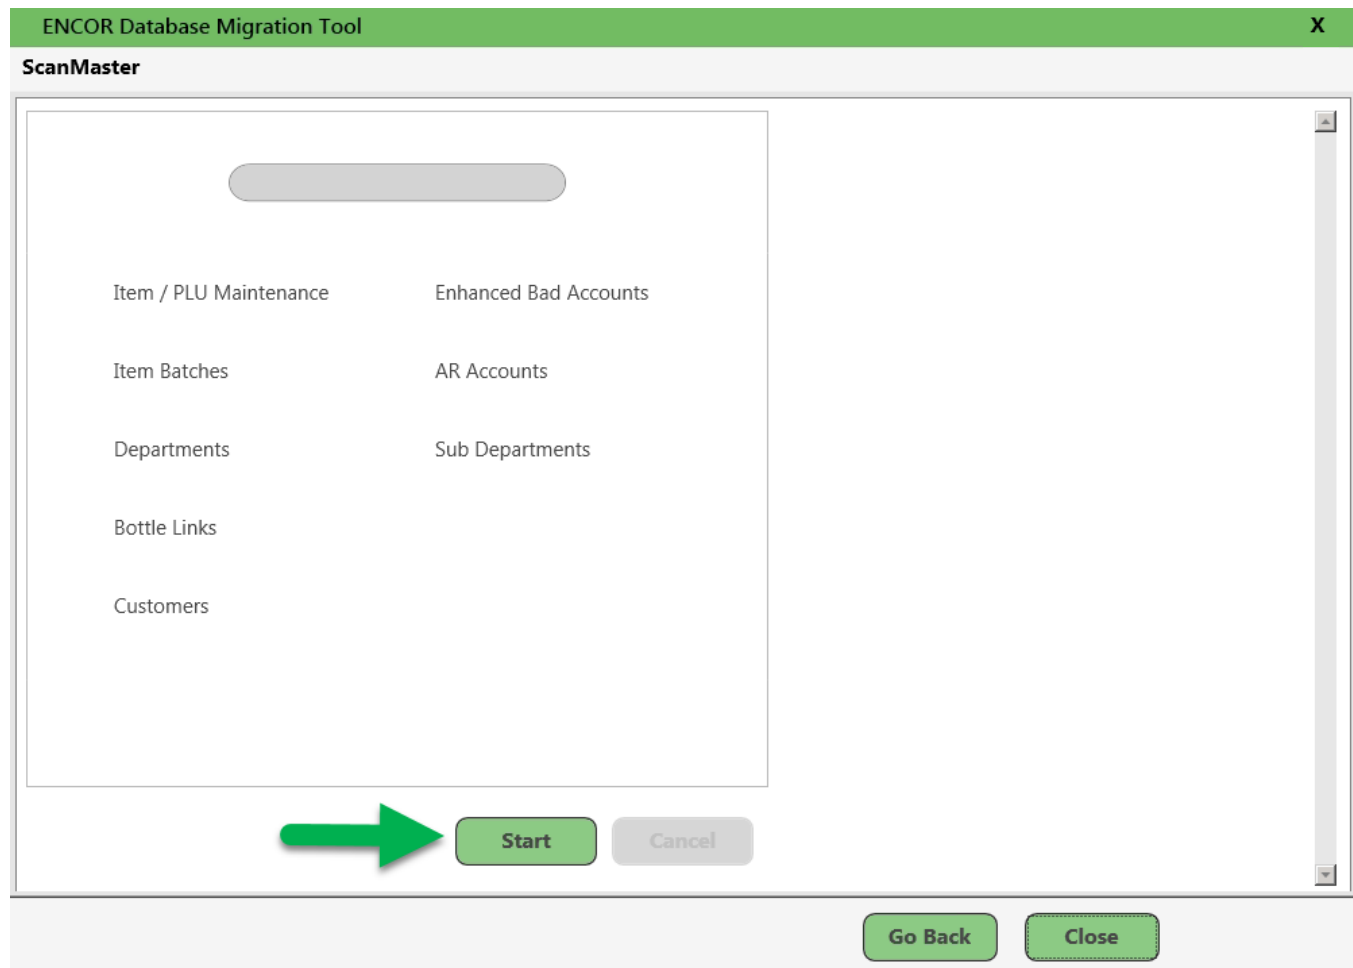 ENCOR Database Migration Tool X
ScanMaster
Item / PLU Maintenance Enhanced Bad Accounts
Item Batches AR Accounts
Departments Sub Departments
Bottle Links
Customers
Start Cancel
Go Back Close